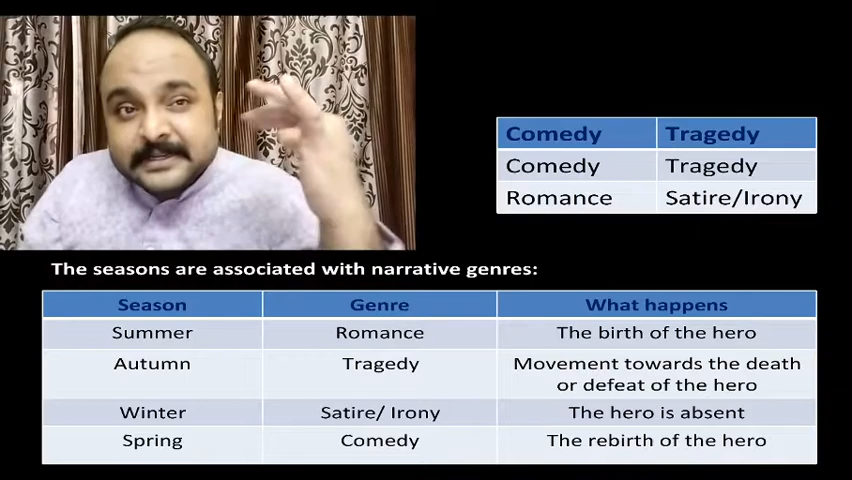 Comedy Tragedy
Comedy Tragedy
Romance Satire/Irony
The seasons are associated with narrative genres:
Season Genre What happens
Summer Romance The birth of the hero
Autumn Tragedy Movement towards the death
or defeat of the hero
Winter Satire/ Irony The hero is absent
Spring Comedy The rebirth of the hero